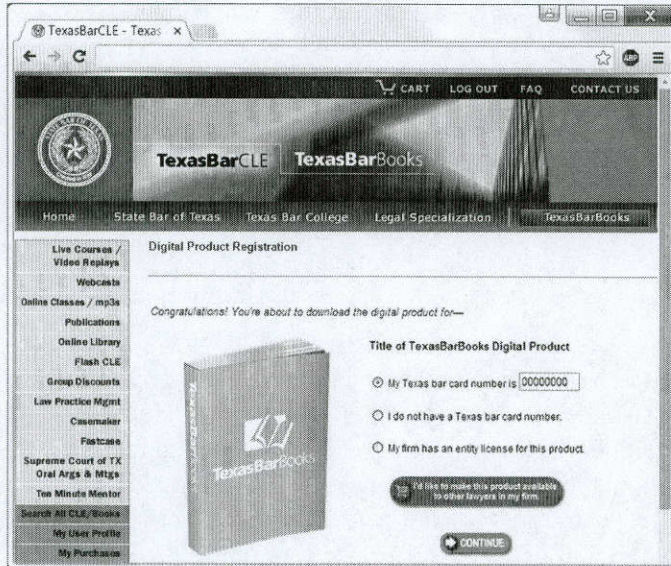 TexasBarCLE - Texas
ABP
CART LOG OUT FAQ CONTACT US
TexasBarCLE TexasBarBooks
Home State Bar of Texas Texas Bar College Legal Specialization TexasBarBooks
Live Courses /
Video Replays
Webcasts
Online Classes / mp3s
Publications
Online Library
Flash CLE
Group Discounts
Law Practice Mgmt
Casemaker
Fastcase
Supreme Court of TX
Oral Args & Mtgs
Ten Minute Mentor
Search All CLE/Books
My User Profile
My Purchases
Digital Product Registration
Congratulations! You're about to download the digital product for—
TexasBarBooks
TexasBarBooks
Title of TexasBarBooks Digital Product
My Texas bar card number is 00000000
I do not have a Texas bar card number.
My firm has an entity license for this product.
I'd like to make this product available
to other lawyers in my firm.
CONTINUE